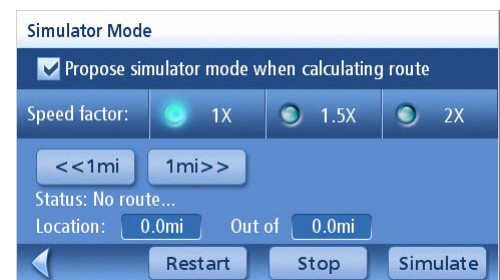 Simulator Mode
Propose simulator mode when calculating route
Speed factor: 1X 1.5X 2X
<<1mi 1mi>>
Status: No route...
Location: 0.0mi Out of 0.0mi
Restart Stop Simulate